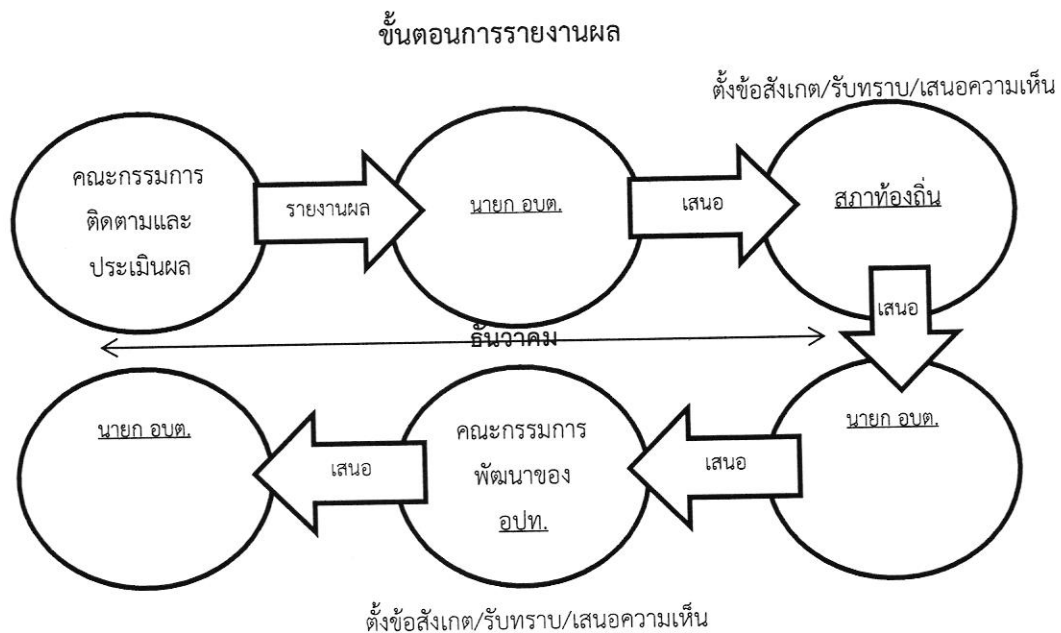 ขั้นตอนการรายงานผล
ตั้งข้อสังเกต/รับทราบ/เสนอความเห็น
คณะกรรมการ
ติดตามและ
ประเมินผล
รายงานผล
นายก อบต.
เสนอ
สภาท้องถิ่น
เสนอ
ธันวาคม
นายก อบต.
เสนอ
คณะกรรมการ
พัฒนาของ
อปท.
เสนอ
นายก อบต.
ตั้งข้อสังเกต/รับทราบ/เสนอความเห็น